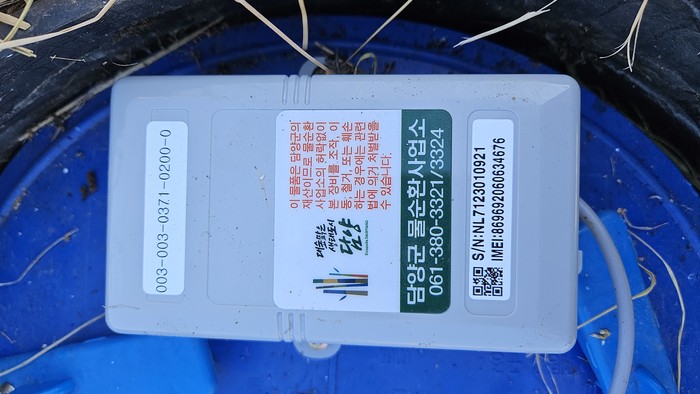 003-003-0371-0200-0
대숲맑은
생태도시
담양
이 물품은 담양군의
재산이므로 물순환
사업소의 허락없이
본 장비를 조작, 이
동, 철거, 또는 훼손
하는 경우에는 관련
법에 의거 처벌받을
수 있습니다.
담양군 물순환사업소
061-380-3321/3324
S/N:NL7123010921
IMEI:869692060634676